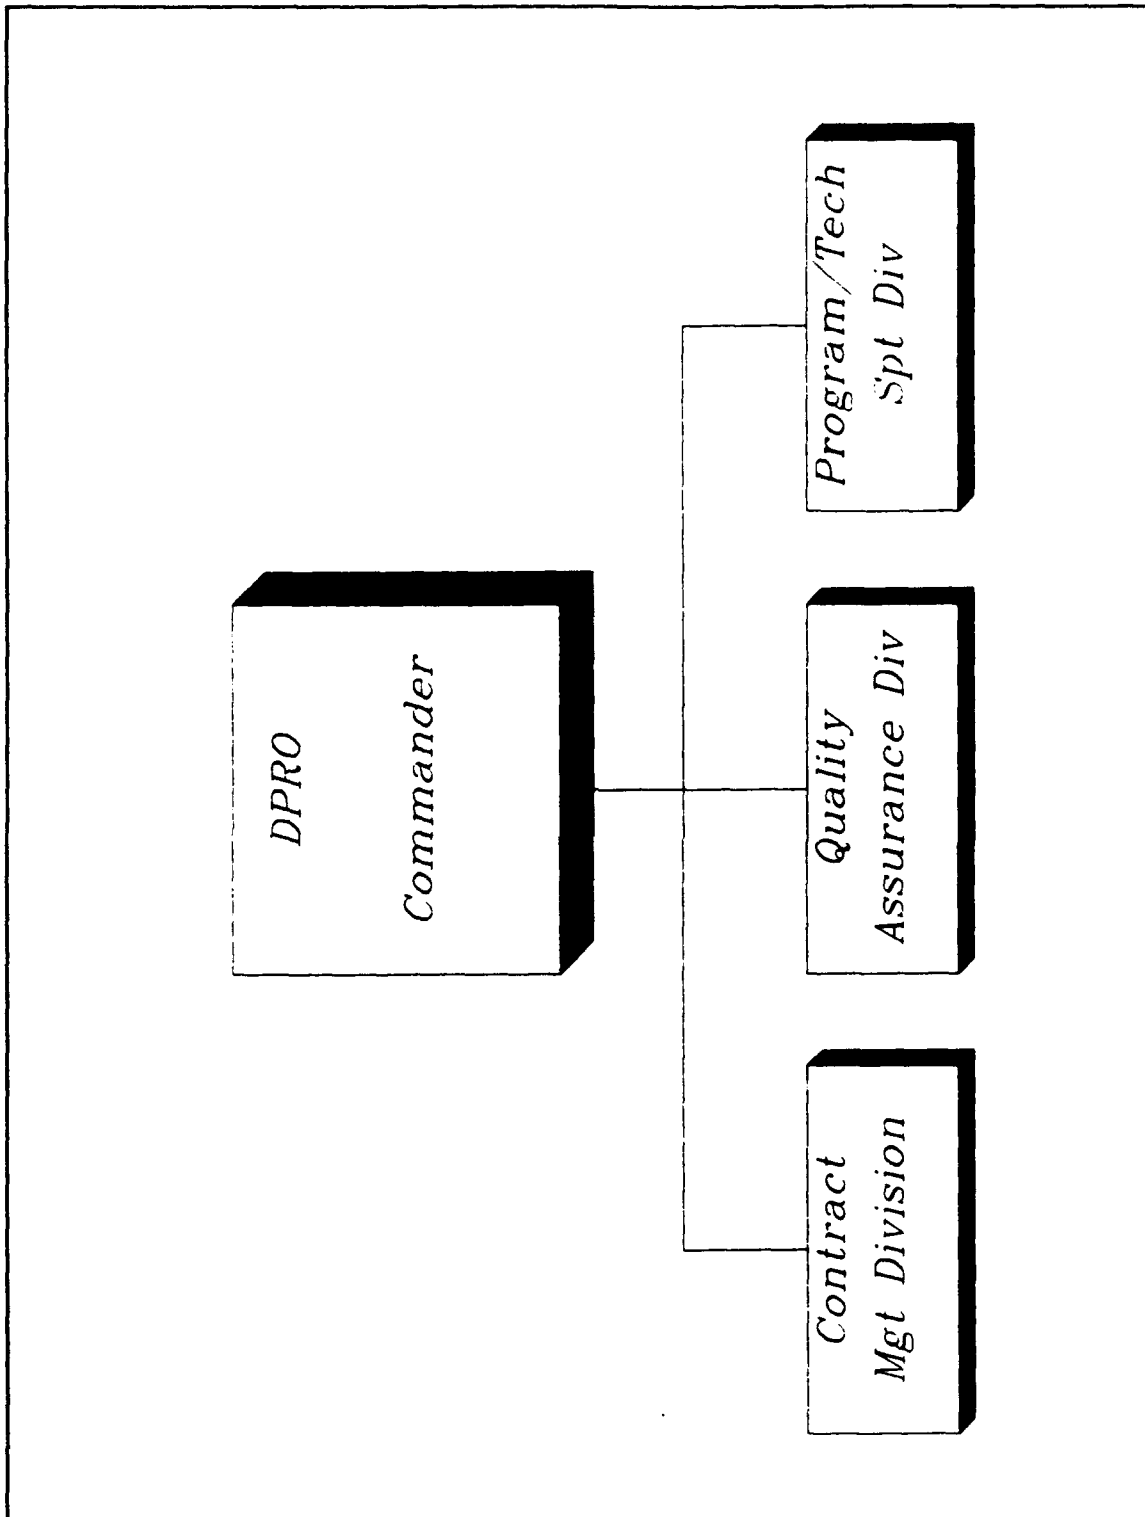 DPRO
Commander
Contract
Mgt Division
Quality
Assurance Div
Program/Tech
Spt Div